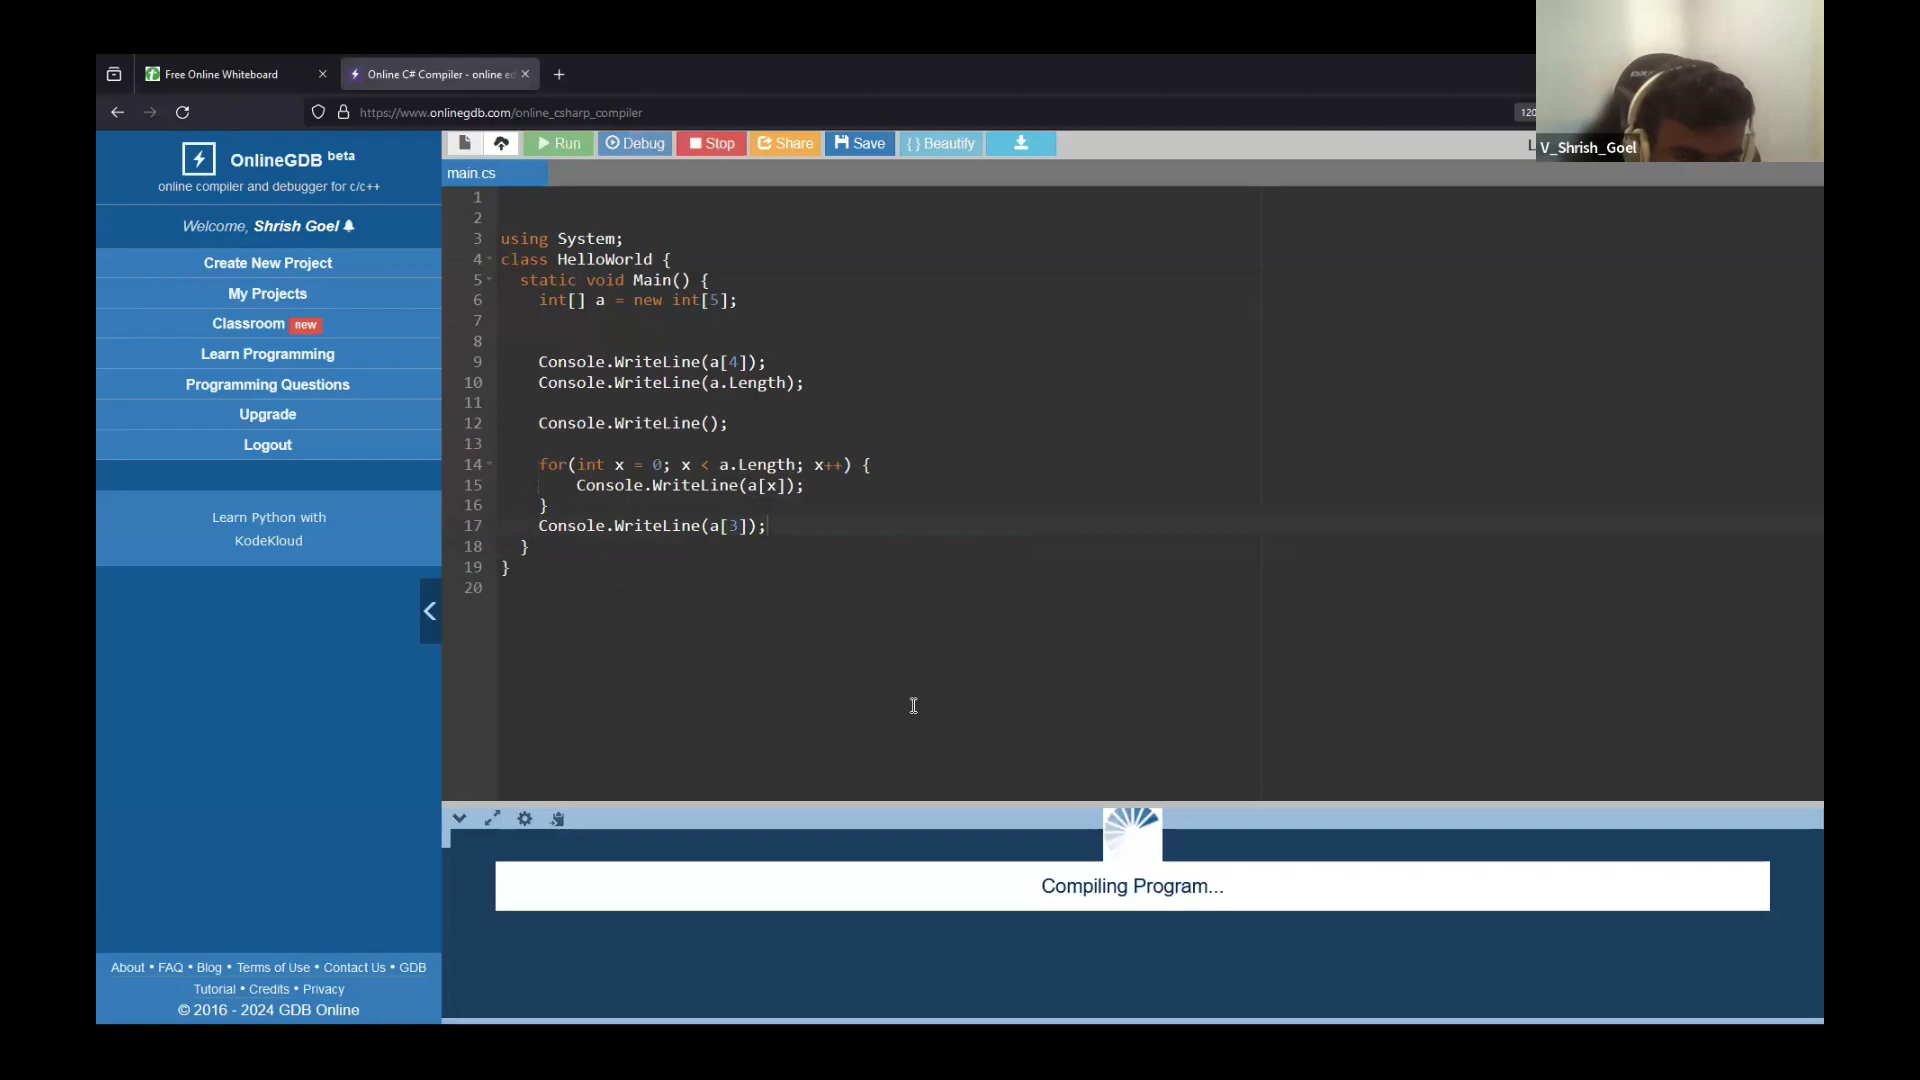 Free Online Whiteboard
Online C# Compiler - online ed
https://www.onlinegdb.com/online_csharp_compiler
120
V_Shrish_Goel
OnlineGDB beta
online compiler and debugger for c/c++
Welcome, Shrish Goel
Create New Project
My Projects
Classroom new
Learn Programming
Programming Questions
Upgrade
Logout
Learn Python with
KodeKloud
About • FAQ • Blog • Terms of Use • Contact Us • GDB
Tutorial • Credits • Privacy
© 2016 - 2024 GDB Online
Run Debug Stop Share Save { } Beautify
main.cs
1
2
3 using System;
4 class HelloWorld {
5 static void Main() {
6 int[] a = new int[5];
7
8
9 Console.WriteLine(a[4]);
10 Console.WriteLine(a.Length);
11
12 Console.WriteLine();
13
14 for(int x = 0; x < a.Length; x++) {
15 Console.WriteLine(a[x]);
16 }
17 Console.WriteLine(a[3]);
18 }
19 }
20
Compiling Program...